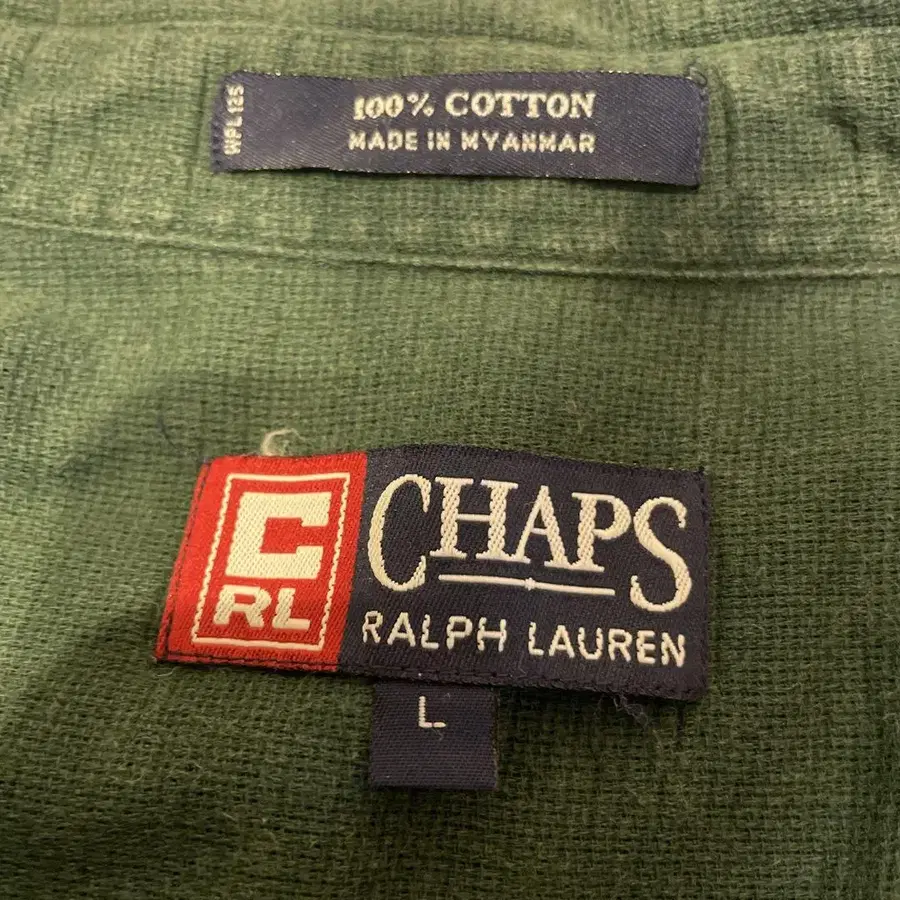 WPL 125
100% COTTON
MADE IN MYANMAR
C
RL
CHAPS
RALPH LAUREN
L